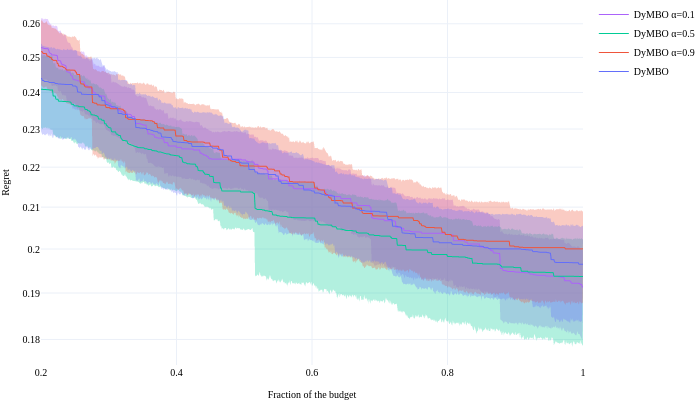 0.26
0.25
0.24
0.23
0.22
0.21
0.2
0.19
0.18
Regret
0.2 0.4 0.6 0.8 1
Fraction of the budget
DyMBO α=0.1
DyMBO α=0.5
DyMBO α=0.9
DyMBO